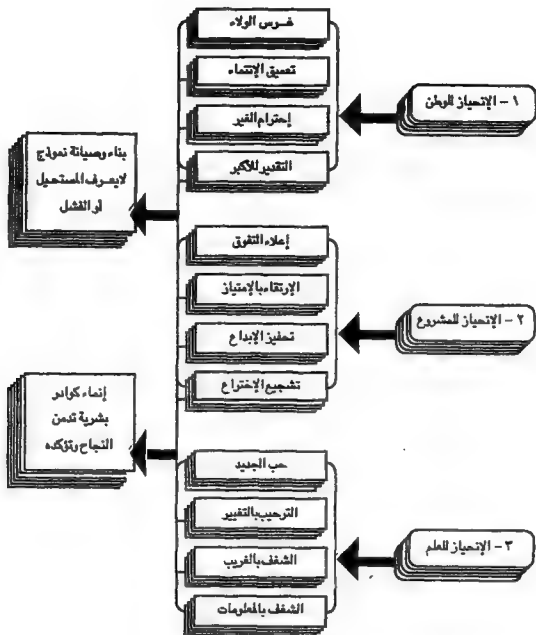 ١ - الإنحياز للوطن
غرس الولاء
تعميق الإنتماء
إحترام الغير
التقدير للأكبر
٢ - الإنحياز للمشروع
إعلاء التفوق
الإرتقاء بالإمتياز
تحفيز الإبداع
تشجيع الإختراع
٣ - الإنحياز للعلم
حب الجديد
الترحيب بالتغيير
الشغف بالغريب
الشغف بالمعلومات
بناء وصيانة نموذج
لايعرف المستحيل
أو الفشل
إنماء كوادر
بشرية تدمن
النجاح وتؤكده